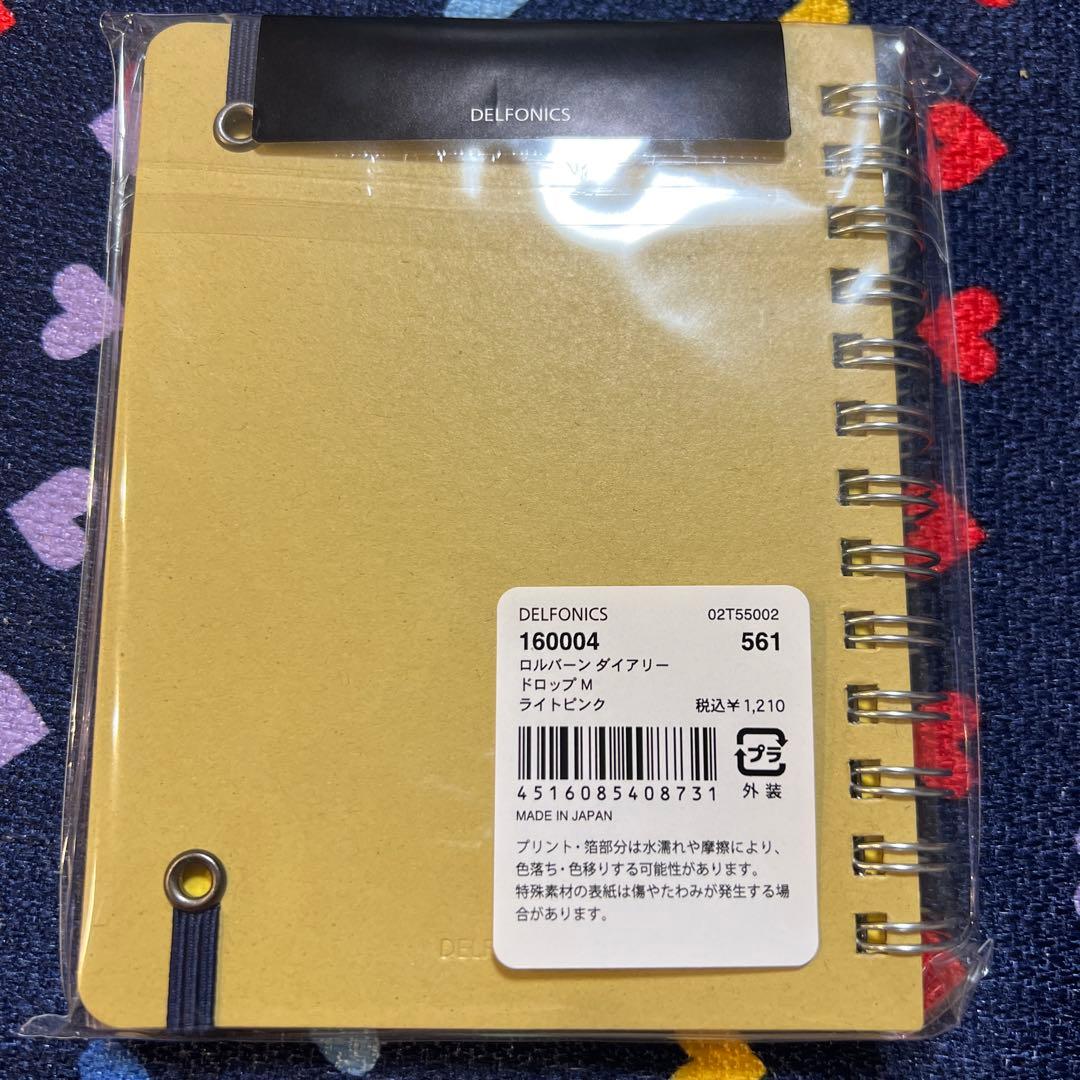 DELFONICS
DELFONICS 02T55002
160004 561
ロルバーン ダイアリー
ドロップ M
ライトピンク 税込¥1,210
プラ
4516085408731 外装
MADE IN JAPAN
プリント・箔部分は水濡れや摩擦により、
色落ち・色移りする可能性があります。
特殊素材の表紙は傷やたわみが発生する場
合があります。
DELF